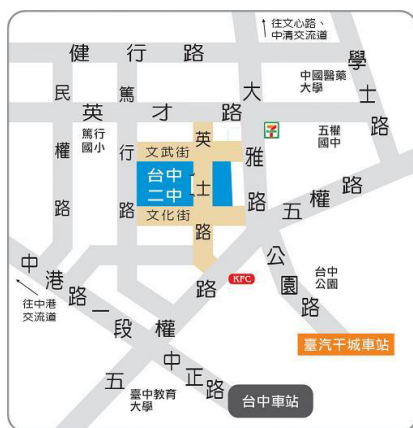 往文心路、
中清交流道
健行路
學士路
中國醫藥
大學
民權路
篤行路
大雅路
英才路
7
篤行
國小
五權
國中
文武街
英士路
台中
二中
文化街
五權路
公園路
台中
公園
KFC
中港路一段
往中港
交流道
臺汽干城車站
中正路
臺中教育
大學
台中車站